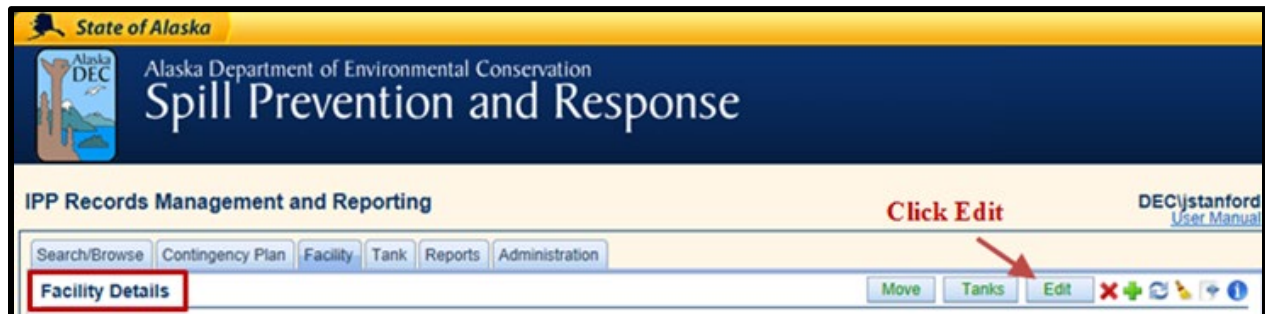 State of Alaska
Alaska
DEC
Alaska Department of Environmental Conservation
Spill Prevention and Response
IPP Records Management and Reporting
Click Edit
DEC\jstanford
User Manual
Search/Browse Contingency Plan Facility Tank Reports Administration
Facility Details
Move Tanks Edit